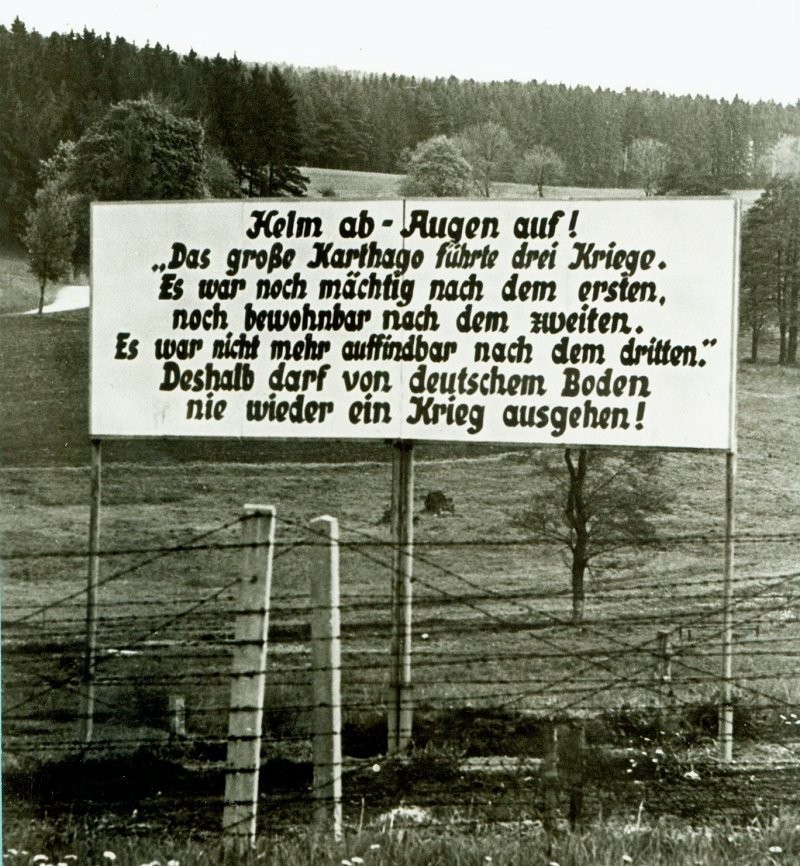 Helm ab - Augen auf!
„Das große Karthago führte drei Kriege.
Es war noch mächtig nach dem ersten,
noch bewohnbar nach dem zweiten.
Es war nicht mehr auffindbar nach dem dritten.“
Deshalb darf von deutschem Boden
nie wieder ein Krieg ausgehen!